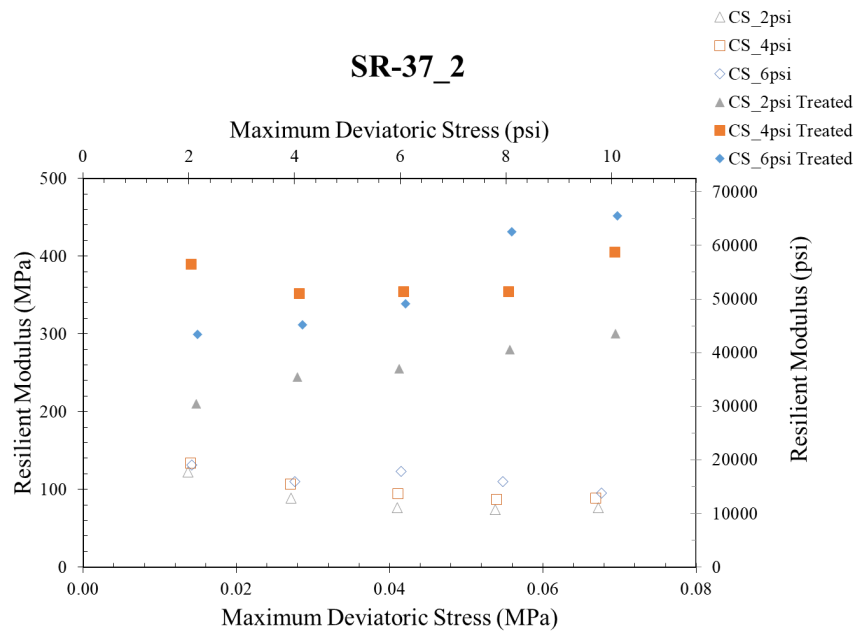 CS_2psi
CS_4psi
CS_6psi
CS_2psi Treated
CS_4psi Treated
CS_6psi Treated
SR-37_2
Maximum Deviatoric Stress (psi)
0 2 4 6 8 10
500
400
300
200
100
0
Resilient Modulus (MPa)
70000
60000
50000
40000
30000
20000
10000
0
Resilient Modulus (psi)
0.00 0.02 0.04 0.06 0.08
Maximum Deviatoric Stress (MPa)